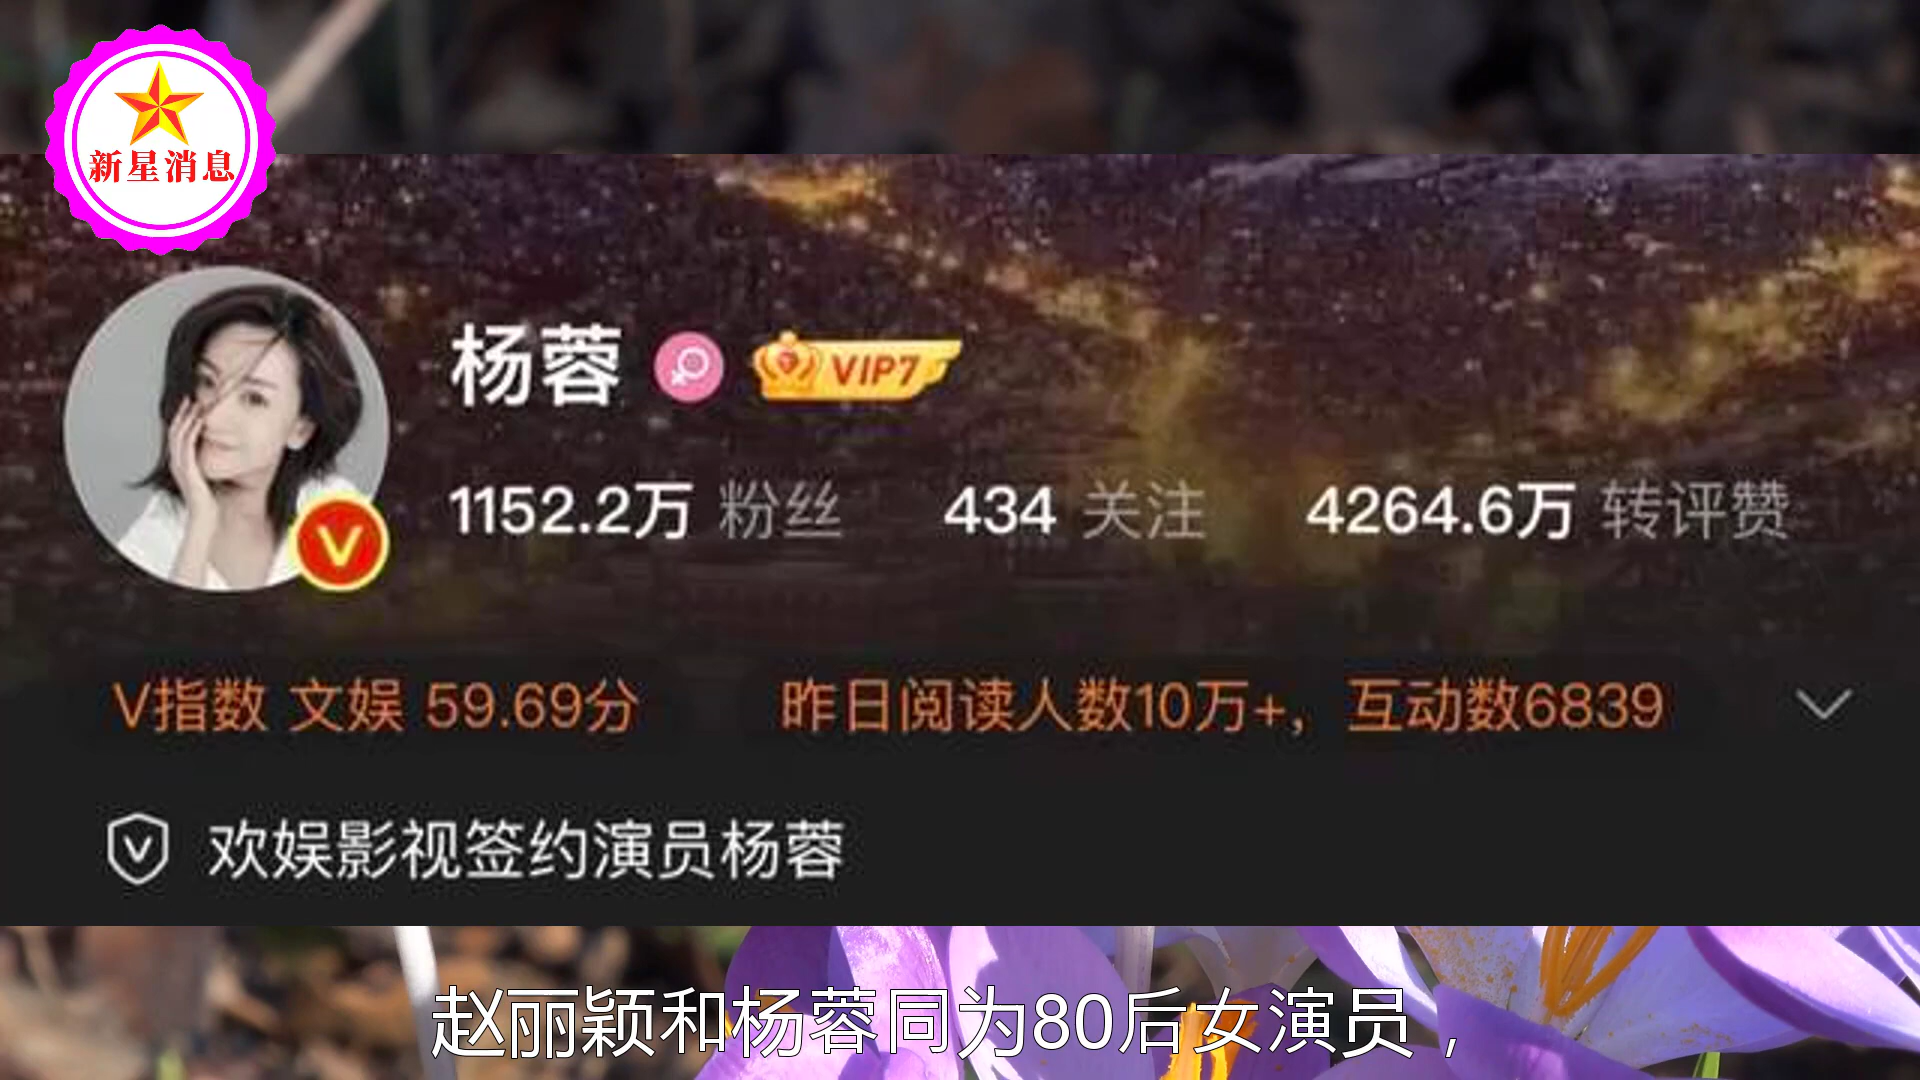 新星消息
杨蓉 VIP7
1152.2万 粉丝 434 关注 4264.6万 转评赞
V指数 文娱 59.69分 昨日阅读人数10万+，互动数6839
欢娱影视签约演员杨蓉
赵丽颖和杨蓉同为80后女演员，